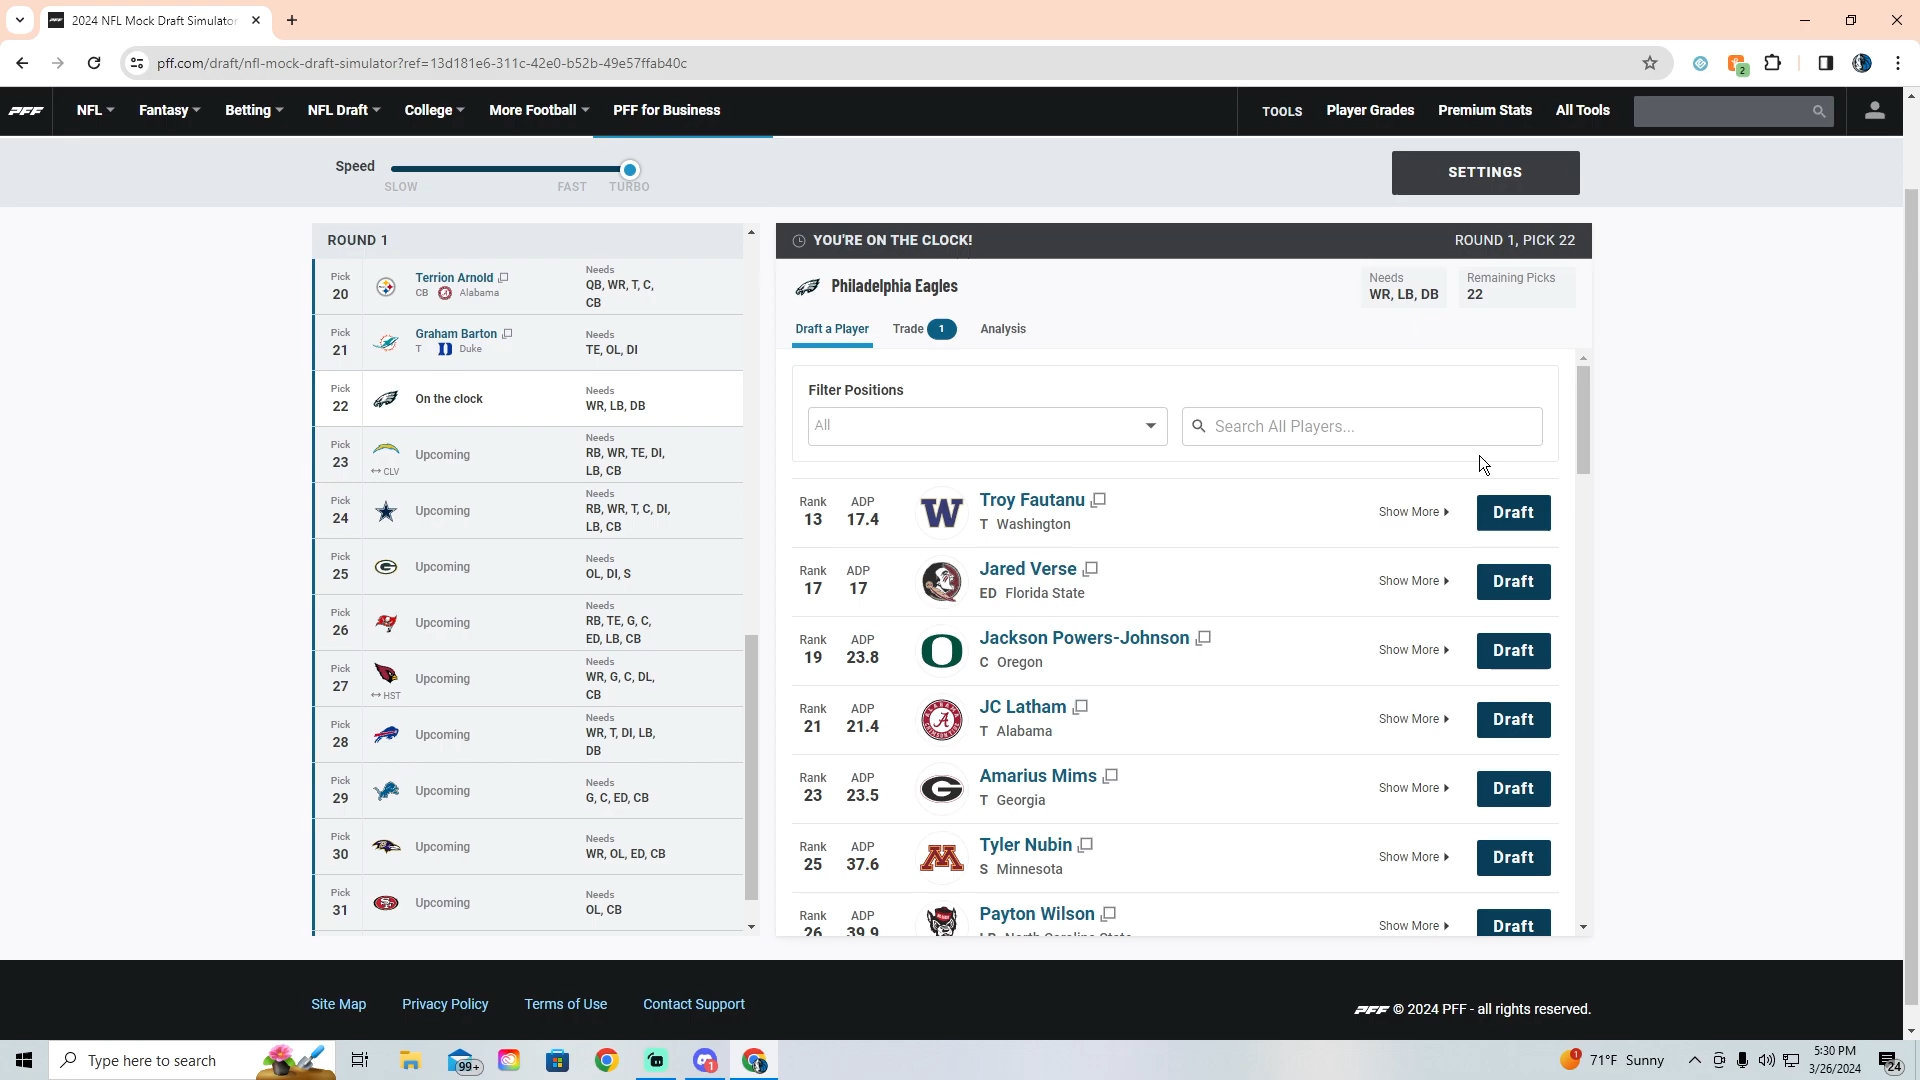 2024 NFL Mock Draft Simulator
pff.com/draft/nfl-mock-draft-simulator?ref=13d181e6-311c-42e0-b52b-49e57ffab40c
2
PFF NFL Fantasy Betting NFL Draft College More Football PFF for Business TOOLS Player Grades Premium Stats All Tools
Speed
SLOW FAST TURBO
SETTINGS
ROUND 1
Pick 20
Terrion Arnold
CB Alabama
Needs
QB, WR, T, C,
CB
Pick 21
Graham Barton
T Duke
Needs
TE, OL, DI
Pick 22
On the clock
Needs
WR, LB, DB
Pick 23
↔ CLV
Upcoming
Needs
RB, WR, TE, DI,
LB, CB
Pick 24
Upcoming
Needs
RB, WR, T, C, DI,
LB, CB
Pick 25
Upcoming
Needs
OL, DI, S
Pick 26
Upcoming
Needs
RB, TE, G, C,
ED, LB, CB
Pick 27
↔ HST
Upcoming
Needs
WR, G, C, DL,
CB
Pick 28
Upcoming
Needs
WR, T, DI, LB,
DB
Pick 29
Upcoming
Needs
G, C, ED, CB
Pick 30
Upcoming
Needs
WR, OL, ED, CB
Pick 31
Upcoming
Needs
OL, CB
YOU'RE ON THE CLOCK! ROUND 1, PICK 22
Philadelphia Eagles
Needs
WR, LB, DB
Remaining Picks
22
Draft a Player Trade 1 Analysis
Filter Positions
All
Search All Players...
Rank 13 ADP 17.4
Troy Fautanu
T Washington
Show More Draft
Rank 17 ADP 17
Jared Verse
ED Florida State
Show More Draft
Rank 19 ADP 23.8
Jackson Powers-Johnson
C Oregon
Show More Draft
Rank 21 ADP 21.4
JC Latham
T Alabama
Show More Draft
Rank 23 ADP 23.5
Amarius Mims
T Georgia
Show More Draft
Rank 25 ADP 37.6
Tyler Nubin
S Minnesota
Show More Draft
Rank 26 ADP 39.9
Payton Wilson
LB North Carolina State
Show More Draft
Site Map Privacy Policy Terms of Use Contact Support
PFF © 2024 PFF - all rights reserved.
Type here to search
99+
1
1
71°F Sunny
5:30 PM
3/26/2024
24